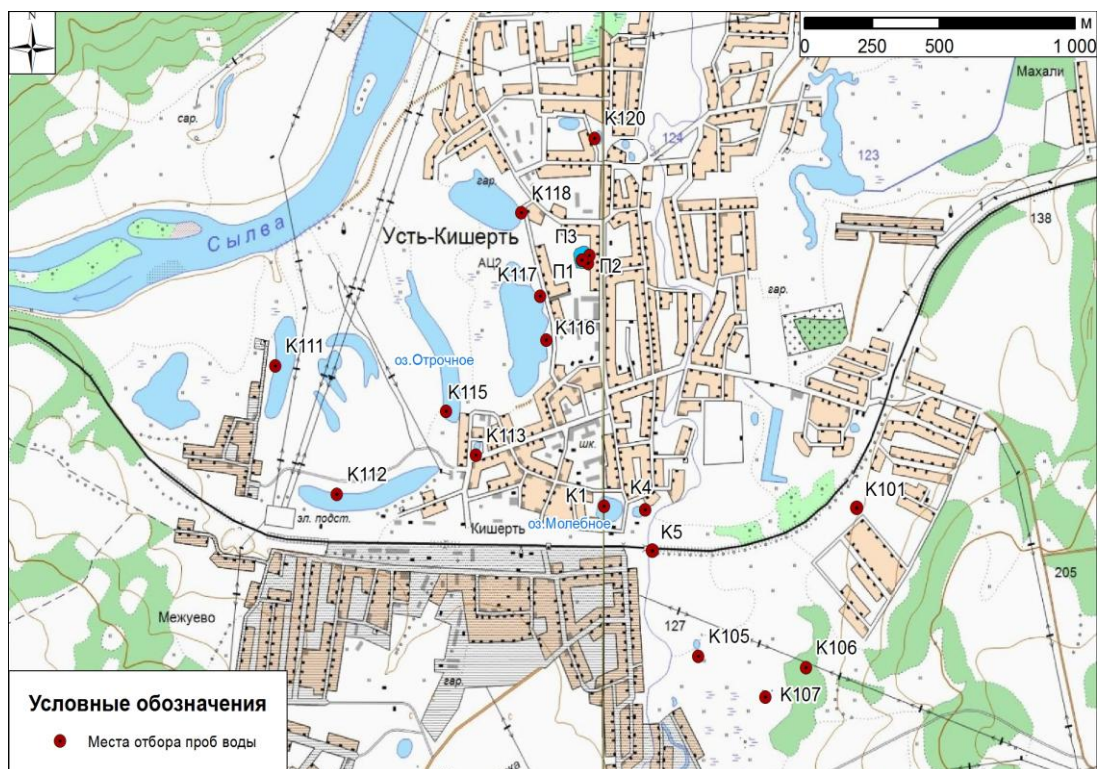 N
м
0 250 500 1 000
Махали
сар.
К120
124
123
гар.
К118
138
Сылва
Усть-Кишерть
П3
АЦ2
П1
П2
К117
гар.
К116
К111
оз.Отрочное
К115
шк.
К113
К112
К1
К4
К101
эл. подст.
Кишерть
оз.Молебное
К5
205
Межуево
127
К105
К106
гар.
К107
Условные обозначения
Места отбора проб воды